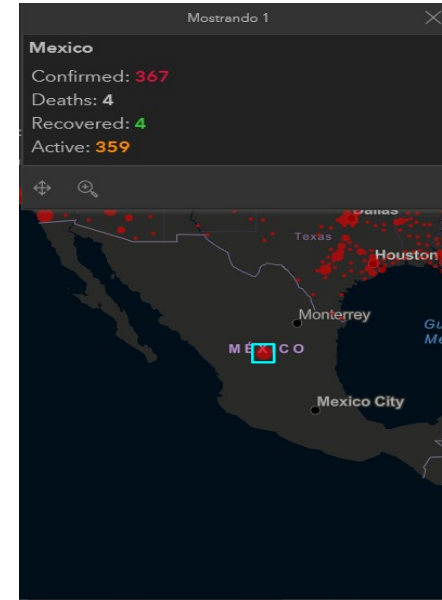 Mostrando 1
Mexico
Confirmed: 367
Deaths: 4
Recovered: 4
Active: 359
Dallas
Texas
Houston
Monterrey
MÉXICO
Mexico City